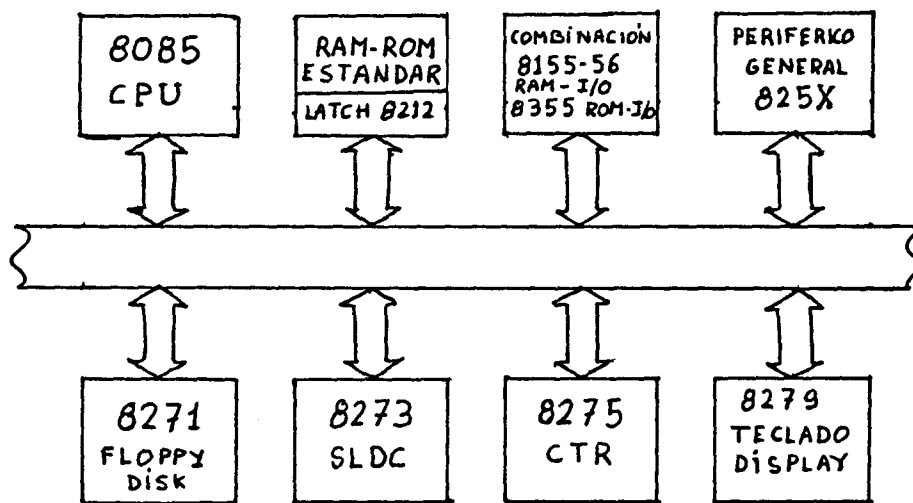 8085
CPU
RAM-ROM
ESTANDAR
LATCH 8212
COMBINACIÓN
8155-56
RAM-I/O
8355 ROM-I/O
PERIFERICO
GENERAL
825X
8271
FLOPPY
DISK
8273
SLDC
8275
CTR
8279
TECLADO
DISPLAY